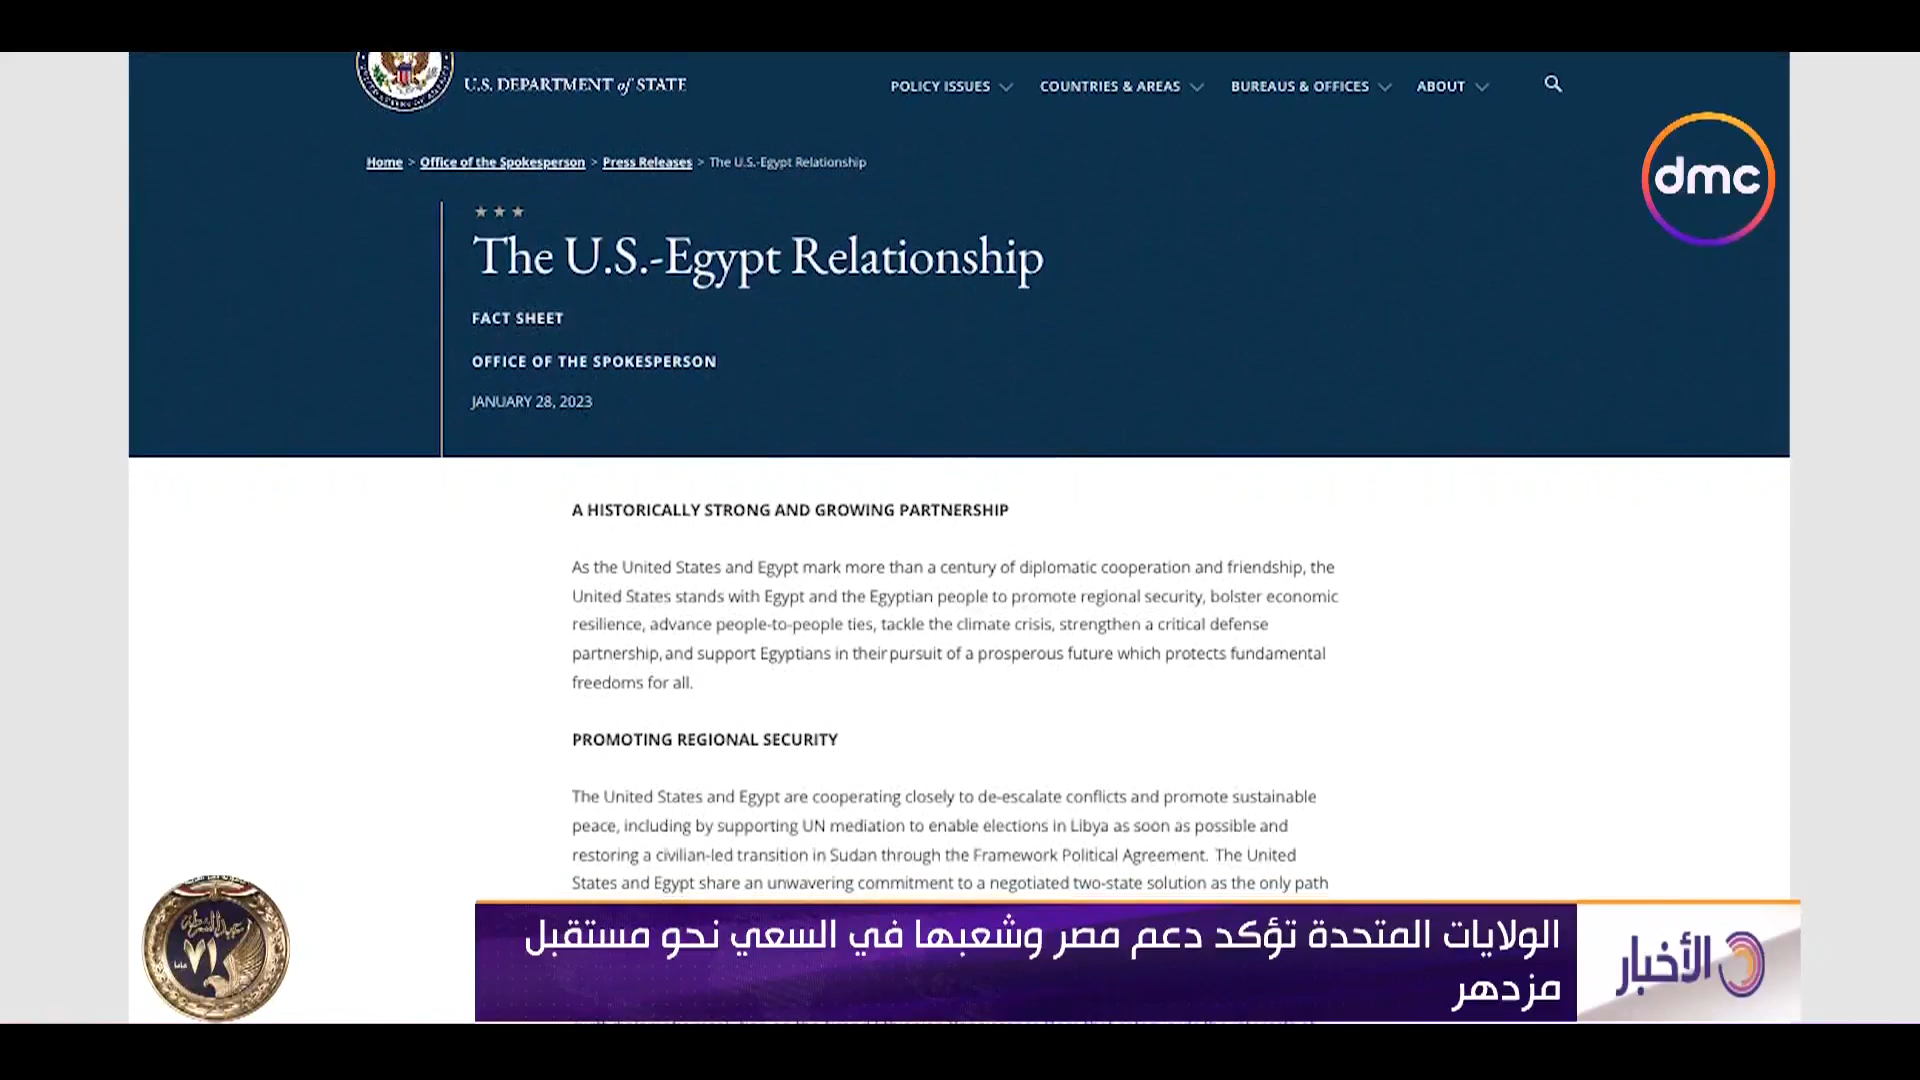 U.S. DEPARTMENT of STATE
POLICY ISSUES
COUNTRIES & AREAS
BUREAUS & OFFICES
ABOUT
dmc
Home > Office of the Spokesperson > Press Releases > The U.S.-Egypt Relationship
The U.S.-Egypt Relationship
FACT SHEET
OFFICE OF THE SPOKESPERSON
JANUARY 28, 2023
A HISTORICALLY STRONG AND GROWING PARTNERSHIP
As the United States and Egypt mark more than a century of diplomatic cooperation and friendship, the
United States stands with Egypt and the Egyptian people to promote regional security, bolster economic
resilience, advance people-to-people ties, tackle the climate crisis, strengthen a critical defense
partnership, and support Egyptians in their pursuit of a prosperous future which protects fundamental
freedoms for all.
PROMOTING REGIONAL SECURITY
The United States and Egypt are cooperating closely to de-escalate conflicts and promote sustainable
peace, including by supporting UN mediation to enable elections in Libya as soon as possible and
restoring a civilian-led transition in Sudan through the Framework Political Agreement. The United
States and Egypt share an unwavering commitment to a negotiated two-state solution as the only path
الولايات المتحدة تؤكد دعم مصر وشعبها في السعي نحو مستقبل
مزدهر
الأخبار
٧١
عاما